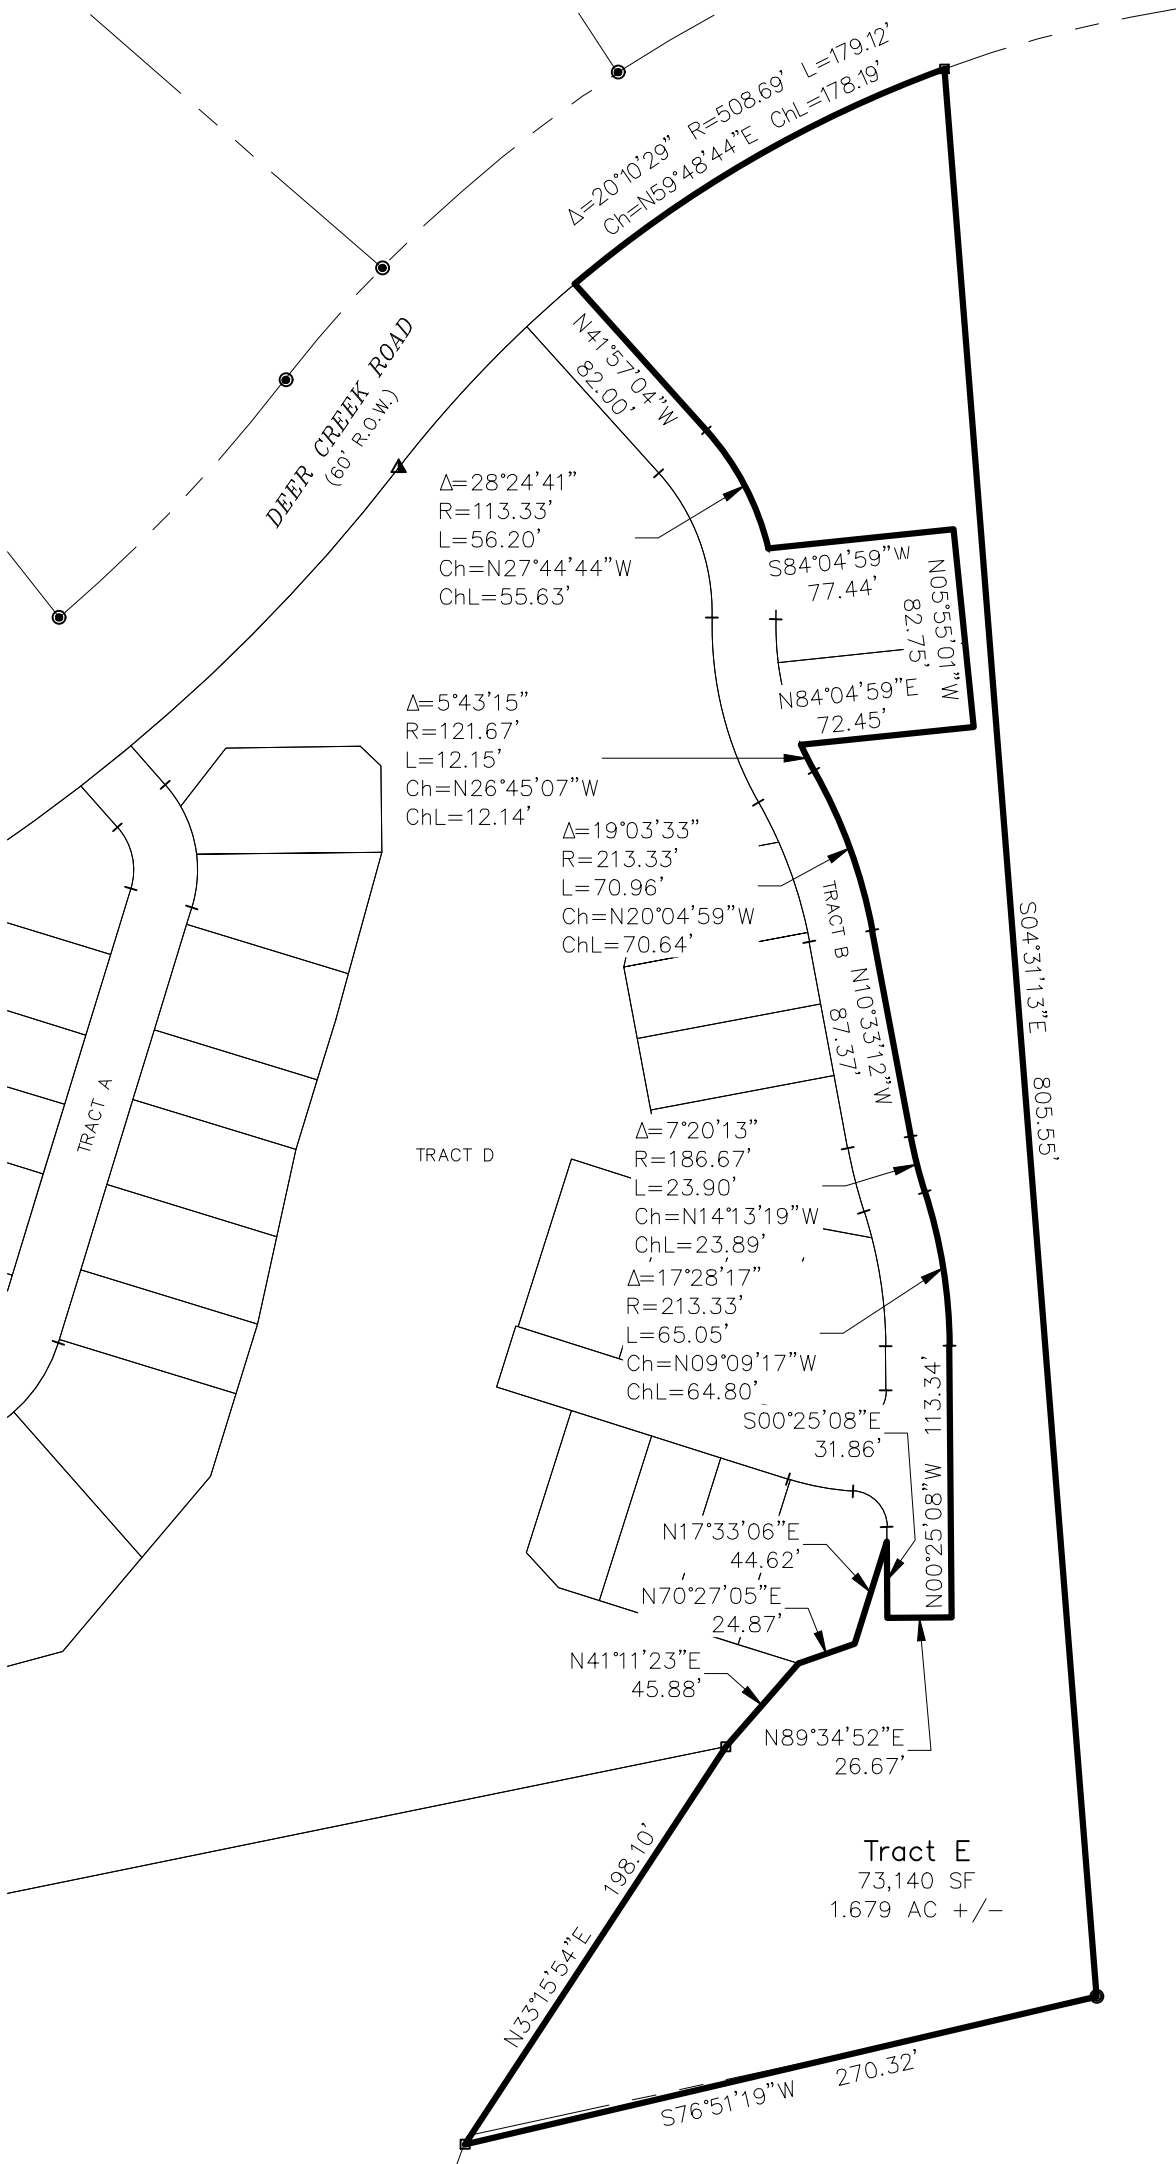 Δ=20°10'29" R=508.69' L=179.12'
Ch=N59°48'44"E ChL=178.19'
DEER CREEK ROAD
(60' R.O.W.)
N41°57'04"W
82.00'
Δ=28°24'41"
R=113.33'
L=56.20'
Ch=N27°44'44"W
ChL=55.63'
S84°04'59"W
77.44'
N05°55'01"W
82.75'
N84°04'59"E
72.45'
Δ=5°43'15"
R=121.67'
L=12.15'
Ch=N26°45'07"W
ChL=12.14'
Δ=19°03'33"
R=213.33'
L=70.96'
Ch=N20°04'59"W
ChL=70.64'
TRACT B
N10°33'12"W
87.37'
S04°31'13"E 805.55'
TRACT A
TRACT D
Δ=7°20'13"
R=186.67'
L=23.90'
Ch=N14°13'19"W
ChL=23.89'
Δ=17°28'17"
R=213.33'
L=65.05'
Ch=N09°09'17"W
ChL=64.80'
S00°25'08"E
31.86'
N00°25'08"W 113.34'
N17°33'06"E
44.62'
N70°27'05"E
24.87'
N41°11'23"E
45.88'
N89°34'52"E
26.67'
N33°15'54"E 198.10'
Tract E
73,140 SF
1.679 AC +/-
S76°51'19"W 270.32'